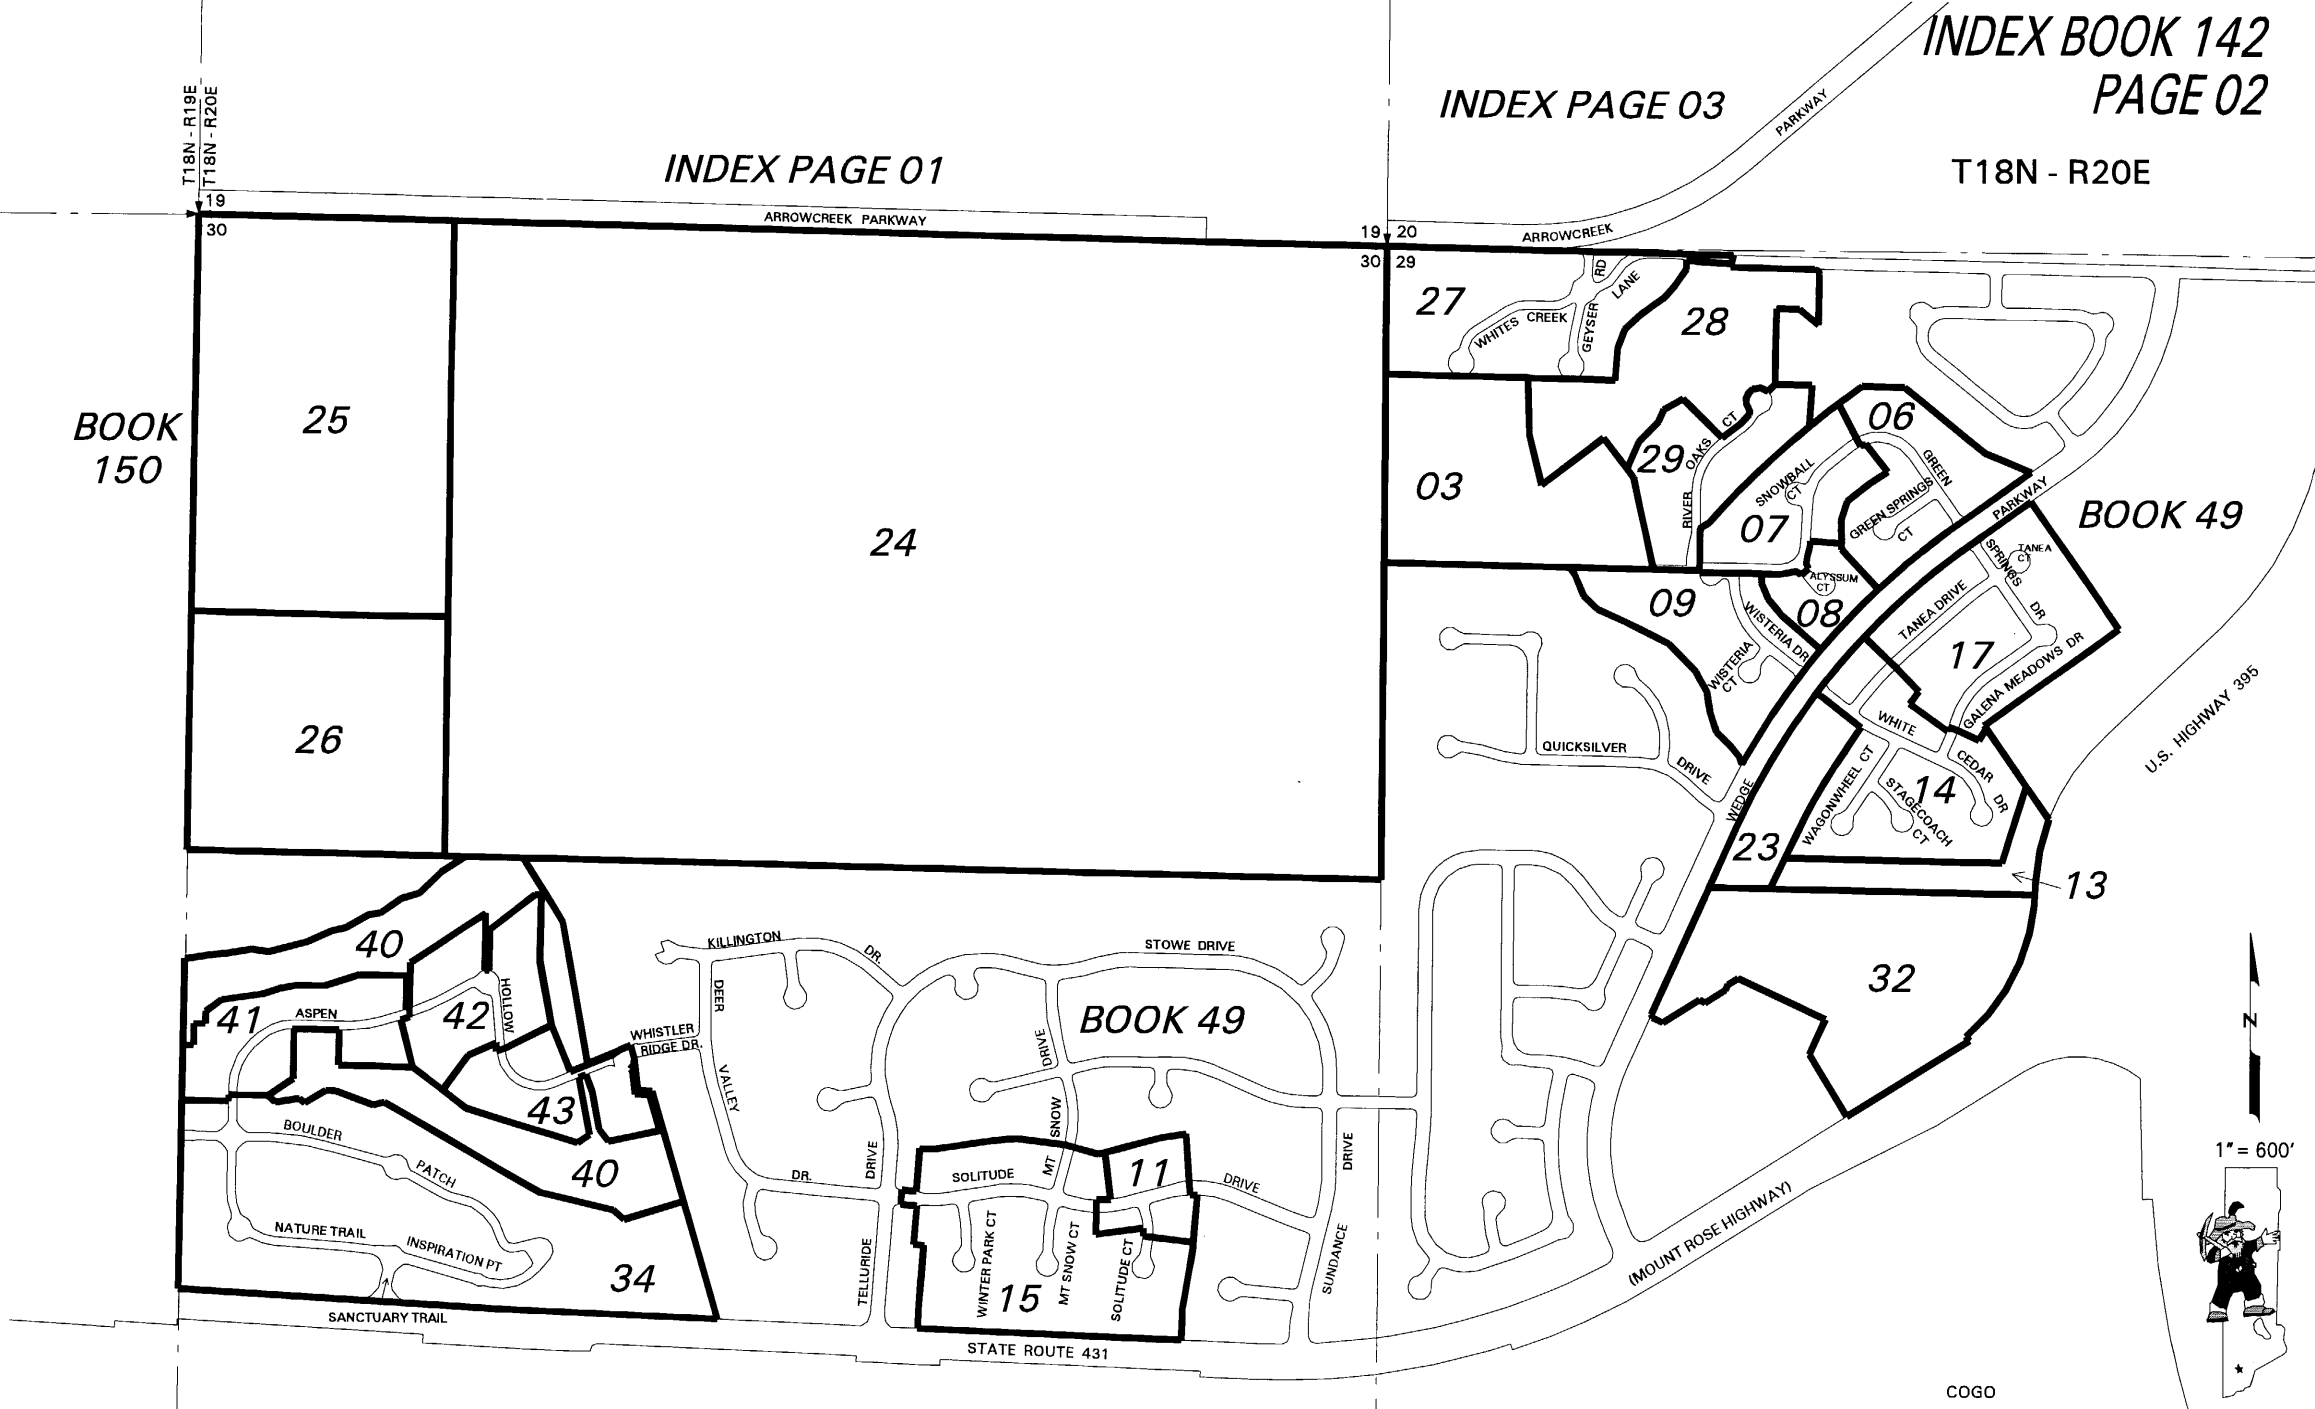 INDEX BOOK 142
PAGE 02
T18N - R20E
INDEX PAGE 03
INDEX PAGE 01
PARKWAY
T18N - R19E
T18N - R20E
19
30
ARROWCREEK PARKWAY
19 20
30 29
ARROWCREEK
27
RD
LANE
WHITES CREEK
GEYSER
28
BOOK
150
25
24
26
03
29
OAKS
CT
RIVER
06
SNOWBALL
CT
07
GREEN
GREEN SPRINGS
CT
PARKWAY
BOOK 49
ALYSSUM
CT
08
09
WISTERIA DR
WISTERIA
CT
TANEA
CT
SPRINGS
DR
TANEA DRIVE
17
GALENA MEADOWS DR
U.S. HIGHWAY 395
QUICKSILVER
DRIVE
WEDGE
WHITE
CEDAR
DR
WAGONWHEEL CT
STAGECOACH
CT
14
23
13
32
40
41
ASPEN
42
HOLLOW
43
40
BOULDER
PATCH
NATURE TRAIL
INSPIRATION PT
34
SANCTUARY TRAIL
KILLINGTON
DR.
DEER
WHISTLER
RIDGE DR.
VALLEY
DR.
STOWE DRIVE
BOOK 49
DRIVE
MT SNOW
DRIVE
TELLURIDE
SOLITUDE
DRIVE
11
WINTER PARK CT
MT SNOW CT
SOLITUDE CT
15
DRIVE
SUNDANCE
STATE ROUTE 431
(MOUNT ROSE HIGHWAY)
N
1" = 600'
COGO